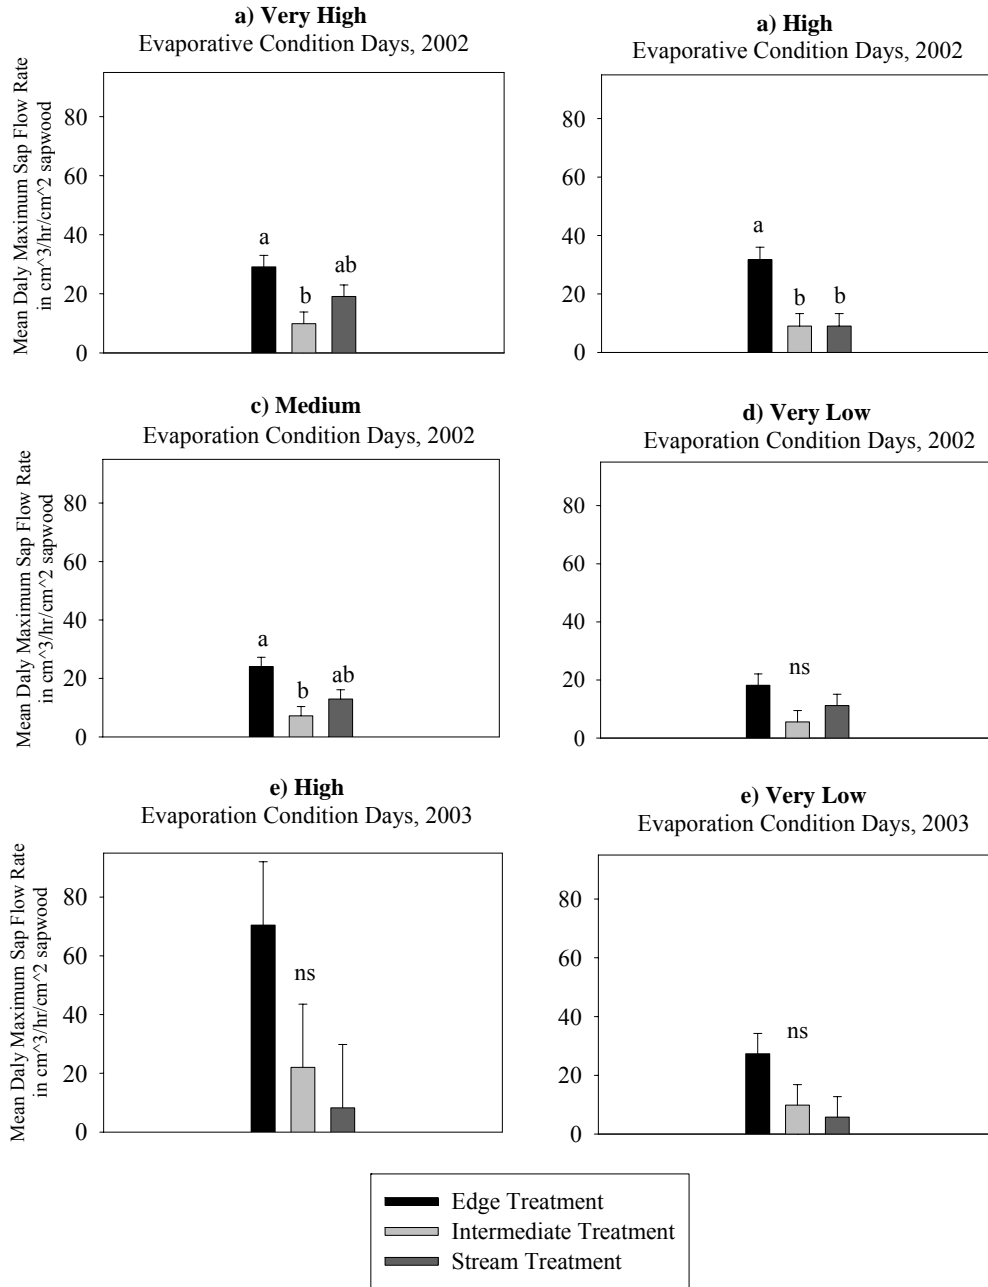 a) Very High
Evaporative Condition Days, 2002
Mean Daly Maximum Sap Flow Rate
in cm^3/hr/cm^2 sapwood
80
60
40
20
0
a
b
ab
a) High
Evaporative Condition Days, 2002
80
60
40
20
0
a
b
b
c) Medium
Evaporation Condition Days, 2002
Mean Daly Maximum Sap Flow Rate
in cm^3/hr/cm^2 sapwood
80
60
40
20
0
a
b
ab
d) Very Low
Evaporation Condition Days, 2002
80
60
40
20
0
ns
e) High
Evaporation Condition Days, 2003
Mean Daly Maximum Sap Flow Rate
in cm^3/hr/cm^2 sapwood
80
60
40
20
0
ns
e) Very Low
Evaporation Condition Days, 2003
80
60
40
20
0
ns
Edge Treatment
Intermediate Treatment
Stream Treatment